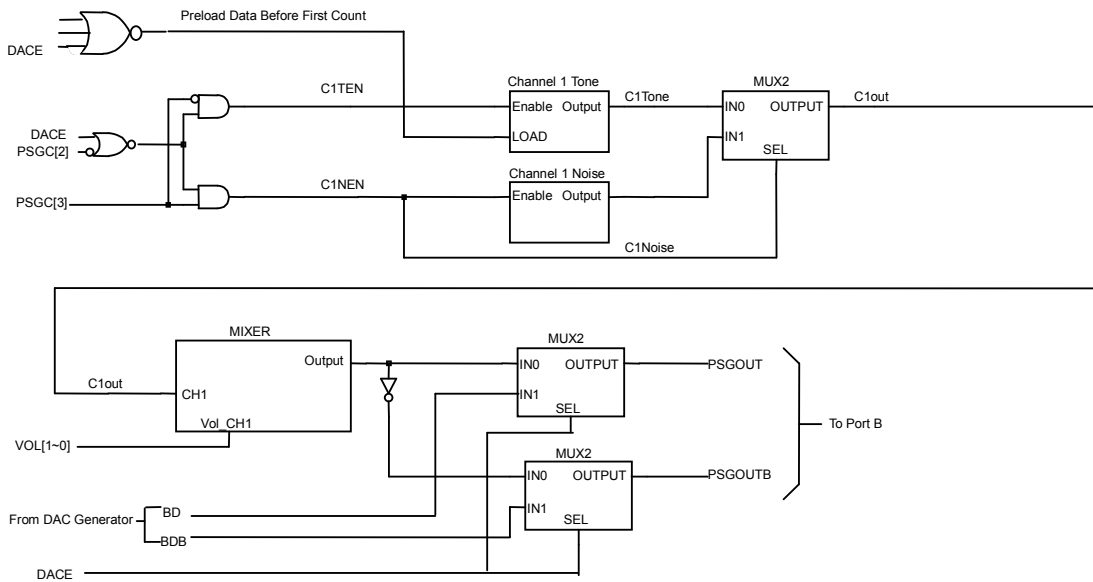 Preload Data Before First Count
DACE
Channel 1 Tone
MUX2
C1TEN
Enable Output
C1Tone
IN0 OUTPUT
C1out
LOAD
IN1
DACE
PSGC[2]
SEL
Channel 1 Noise
C1NEN
Enable Output
PSGC[3]
C1Noise
MIXER
MUX2
Output
IN0 OUTPUT
PSGOUT
C1out
CH1
IN1
SEL
Vol_CH1
To Port B
VOL[1~0]
MUX2
IN0 OUTPUT
PSGOUTB
From DAC Generator
BD
IN1
SEL
BDB
DACE